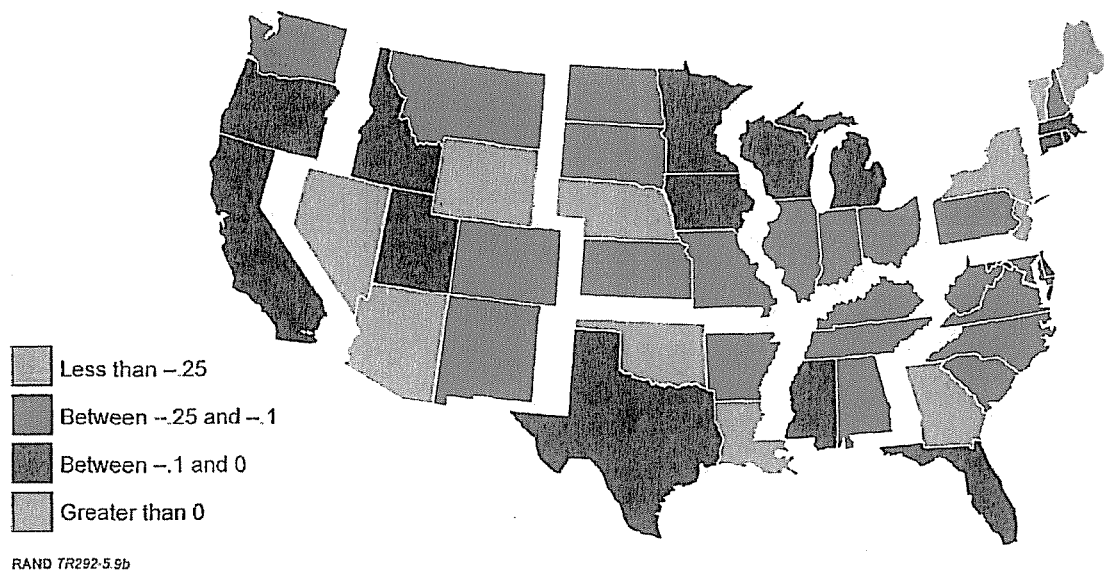 Less than –.25
Between –.25 and –.1
Between –.1 and 0
Greater than 0
RAND TR292-5.9b